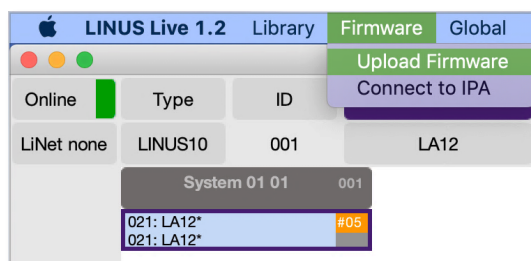 LINUS Live 1.2 Library Firmware Global
Upload Firmware
Connect to IPA
Online Type ID
LiNet none LINUS10 001 LA12
System 01 01 001
021: LA12* #05
021: LA12*